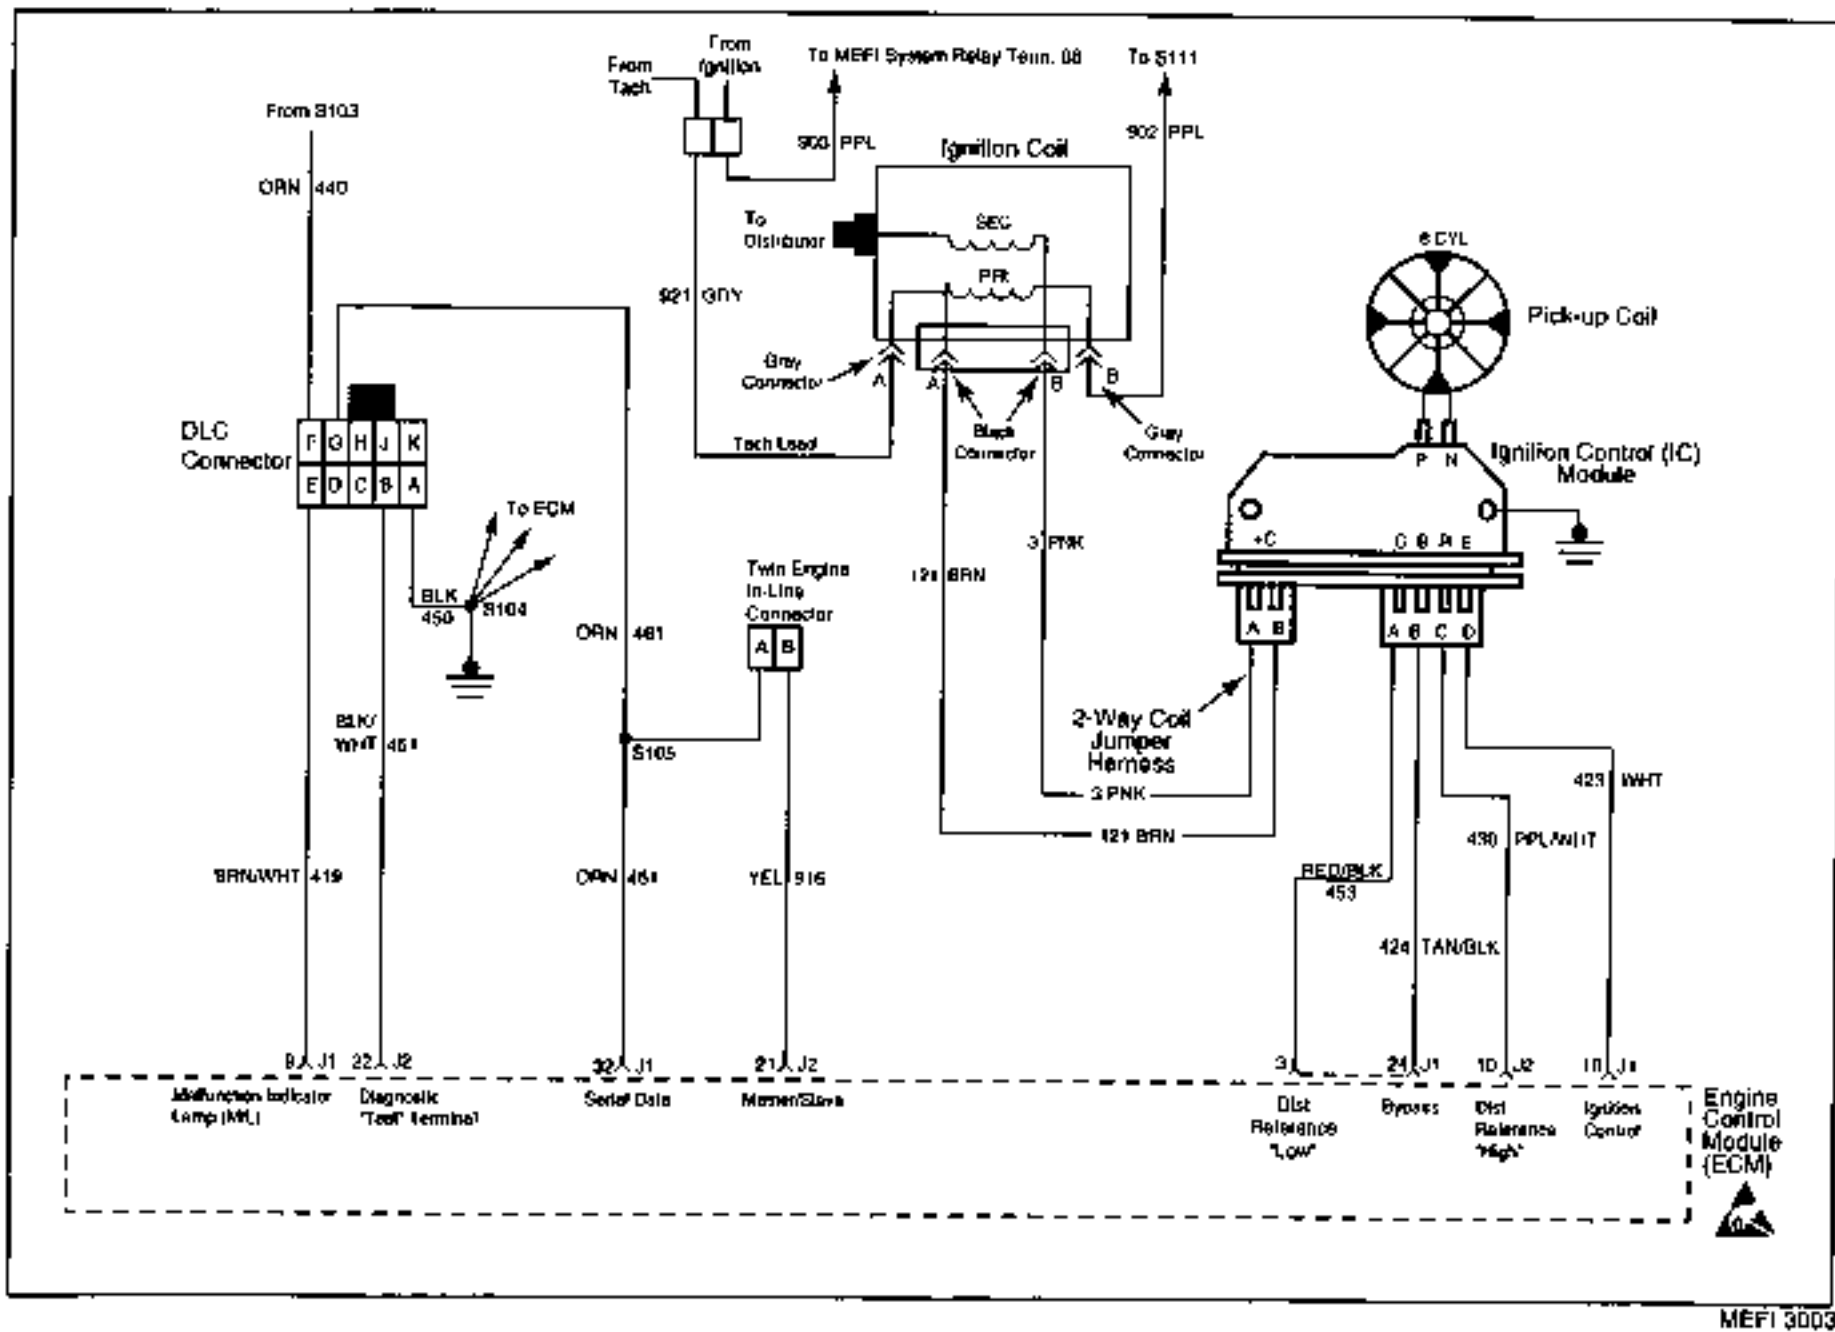 From
Tach
From
Ignition
To MEFI System Relay Term.
To S111
From S103
PPL
902 PPL
Ignition Coil
ORN 440
To
Distributor
SEC
PRI
8 CYL
921 GRY
Pick-up Coil
Gray
Connector
A
A
B
B
DLC
Connector
F G H J K
E D C B A
Tach Lead
Black
Connector
Gray
Connector
P N
Ignition Control (IC)
Module
To ECM
+C
B R E
3 PNK
BRN
Twin Engine
In-Line
Connector
BLK
450
S104
A B
ORN 461
A B
A B C D
BLK/
WHT 451
S105
2-Way Coil
Jumper
Harness
3 PNK
121 BRN
423 WHT
430 PPL/WHT
BRN/WHT 419
ORN 461
YEL 916
RED/BLK
453
424 TAN/BLK
J1
22 J2
32 J1
21 J2
3
24 J1
10 J2
10 J1
Malfunction Indicator
Lamp (MIL)
Diagnostic
"Test" Terminal
Serial Data
Master/Slave
Dist
Reference
"Low"
Bypass
Dist
Reference
"High"
Ignition
Control
Engine
Control
Module
(ECM)
MEFI 3003